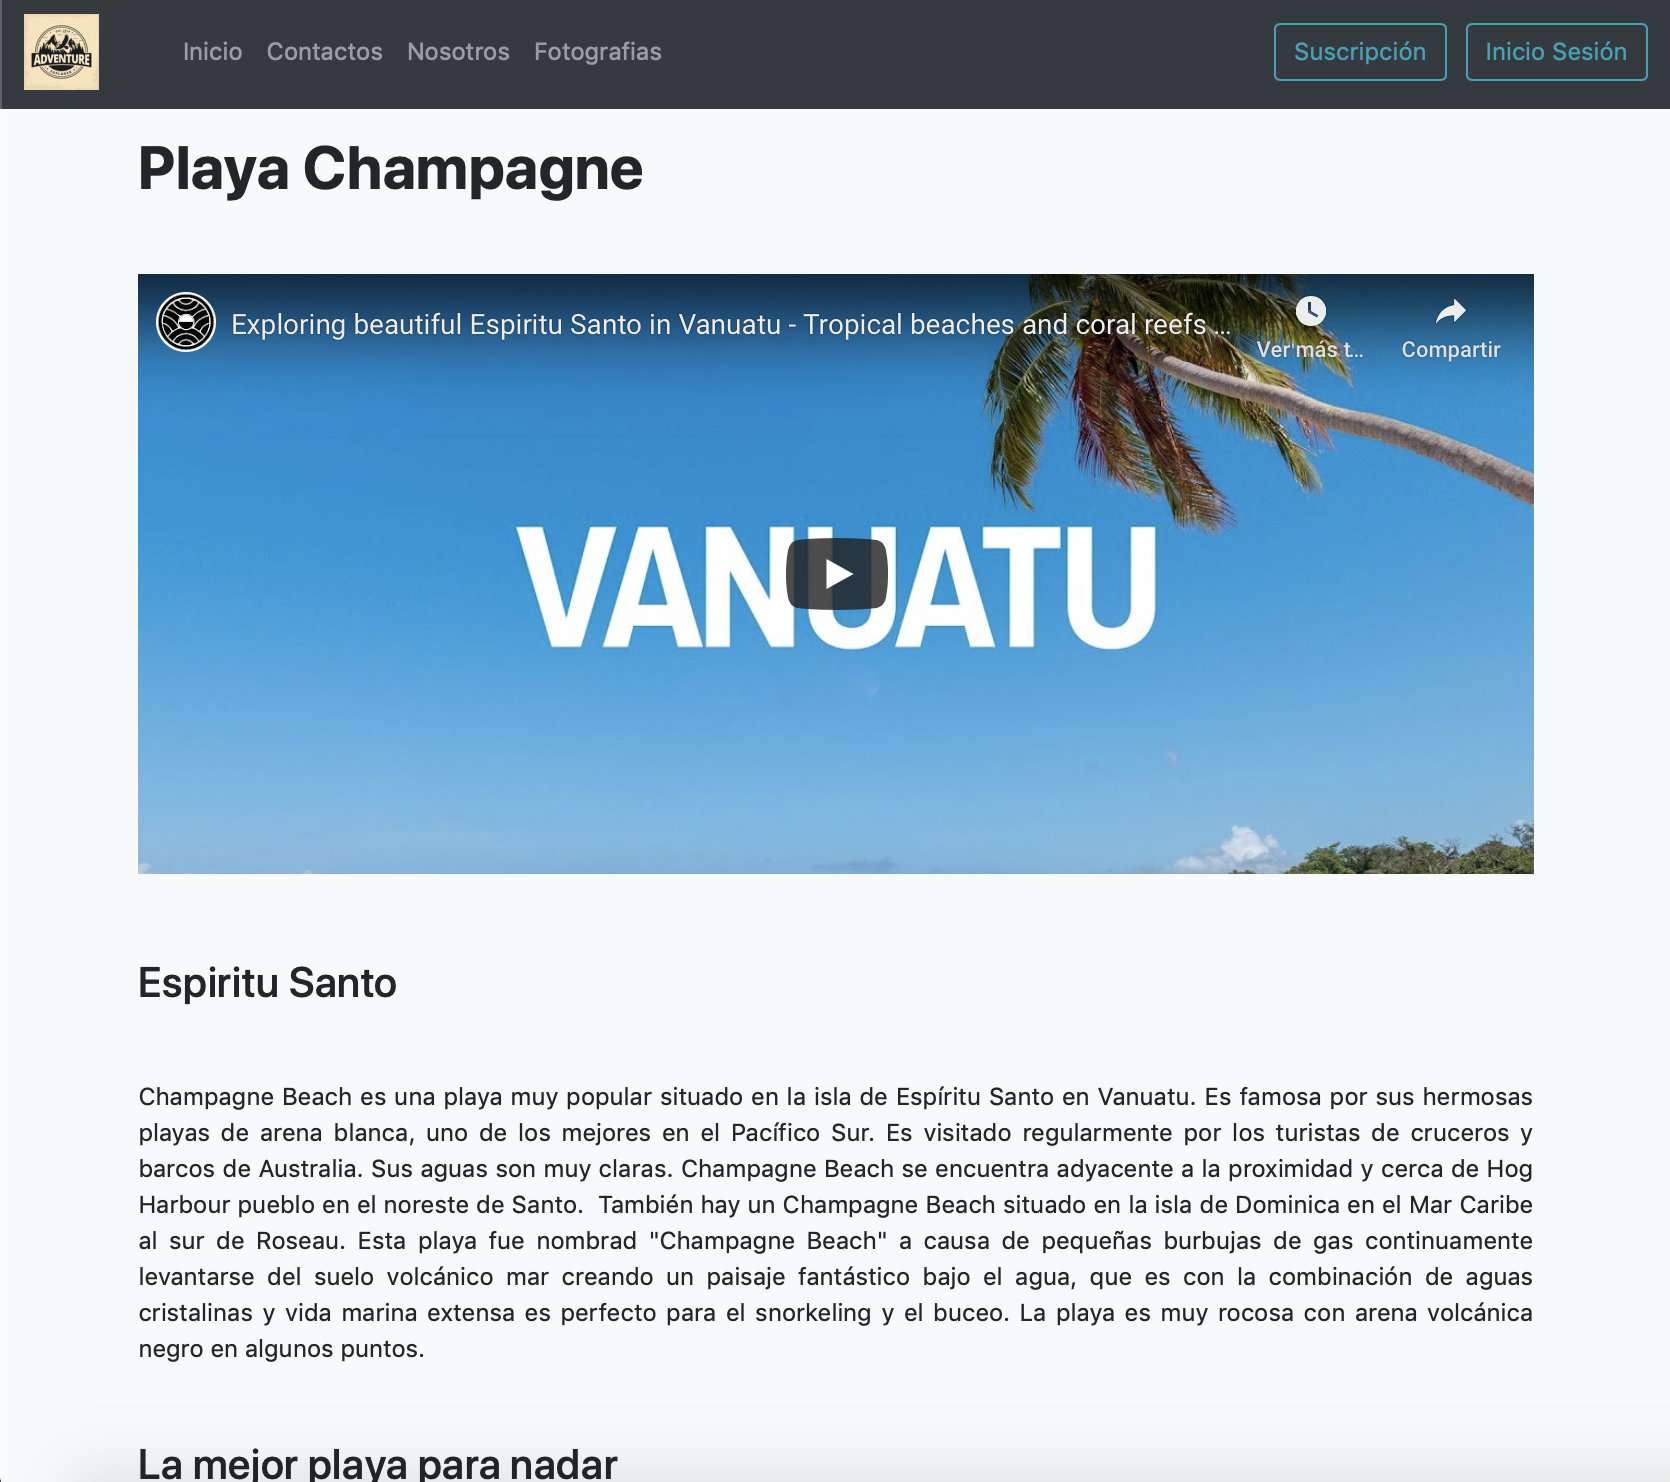 ADVENTURE
Inicio Contactos Nosotros Fotografias
Suscripción Inicio Sesión
Playa Champagne
Exploring beautiful Espiritu Santo in Vanuatu - Tropical beaches and coral reefs ...
Ver más t...
Compartir
VANUATU
Espiritu Santo
Champagne Beach es una playa muy popular situado en la isla de Espíritu Santo en Vanuatu. Es famosa por sus hermosas
playas de arena blanca, uno de los mejores en el Pacífico Sur. Es visitado regularmente por los turistas de cruceros y
barcos de Australia. Sus aguas son muy claras. Champagne Beach se encuentra adyacente a la proximidad y cerca de Hog
Harbour pueblo en el noreste de Santo.  También hay un Champagne Beach situado en la isla de Dominica en el Mar Caribe
al sur de Roseau. Esta playa fue nombrad "Champagne Beach" a causa de pequeñas burbujas de gas continuamente
levantarse del suelo volcánico mar creando un paisaje fantástico bajo el agua, que es con la combinación de aguas
cristalinas y vida marina extensa es perfecto para el snorkeling y el buceo. La playa es muy rocosa con arena volcánica
negro en algunos puntos.
La mejor playa para nadar